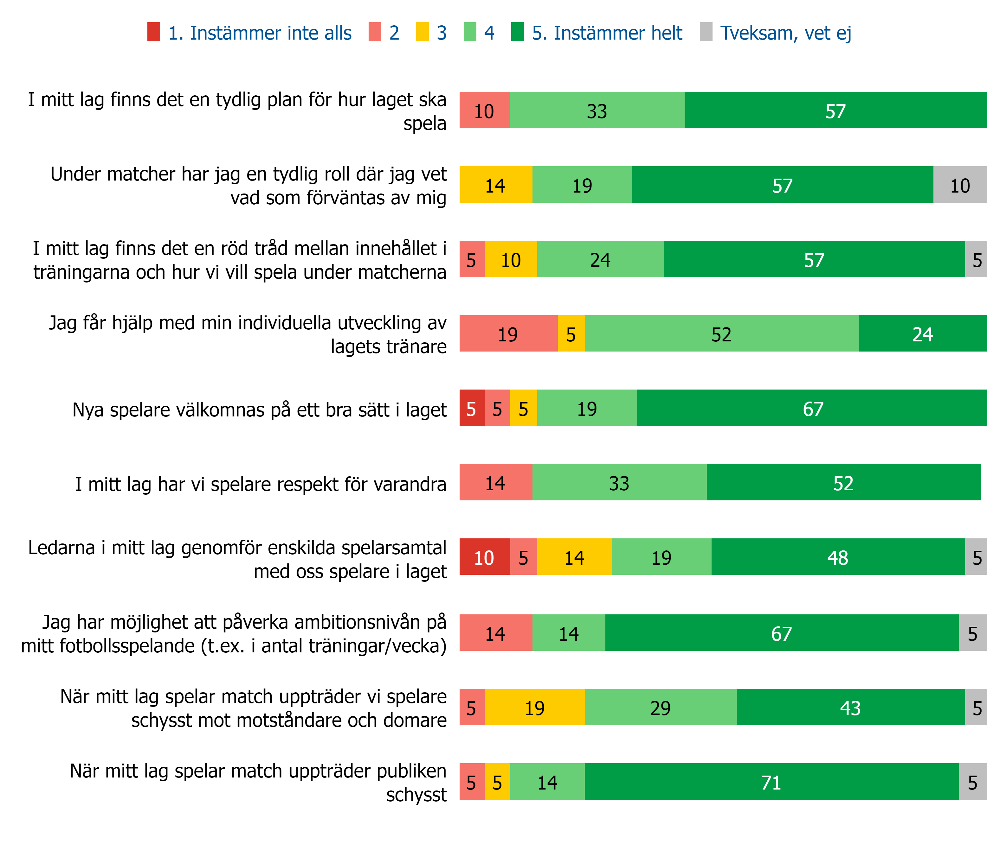 1. Instämmer inte alls 2 3 4 5. Instämmer helt Tveksam, vet ej
I mitt lag finns det en tydlig plan för hur laget ska
spela
10 33 57
Under matcher har jag en tydlig roll där jag vet
vad som förväntas av mig
14 19 57 10
I mitt lag finns det en röd tråd mellan innehållet i
träningarna och hur vi vill spela under matcherna
5 10 24 57 5
Jag får hjälp med min individuella utveckling av
lagets tränare
19 5 52 24
Nya spelare välkomnas på ett bra sätt i laget
5 5 5 19 67
I mitt lag har vi spelare respekt för varandra
14 33 52
Ledarna i mitt lag genomför enskilda spelarsamtal
med oss spelare i laget
10 5 14 19 48 5
Jag har möjlighet att påverka ambitionsnivån på
mitt fotbollsspelande (t.ex. i antal träningar/vecka)
14 14 67 5
När mitt lag spelar match uppträder vi spelare
schysst mot motståndare och domare
5 19 29 43 5
När mitt lag spelar match uppträder publiken
schysst
5 5 14 71 5